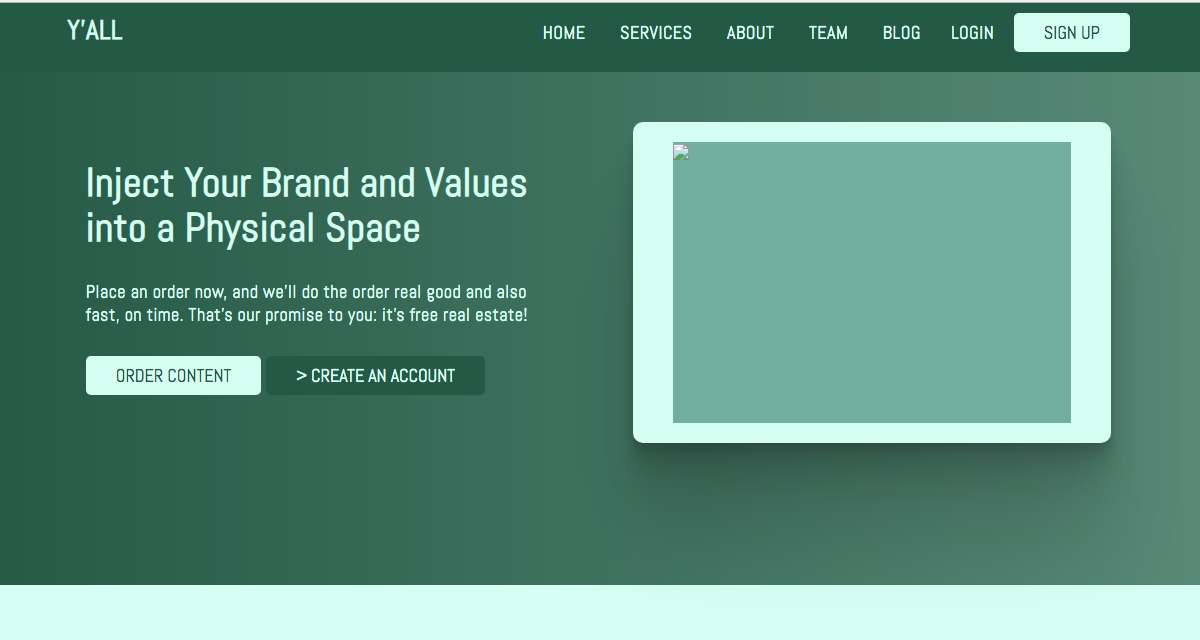 Y'ALL
HOME SERVICES ABOUT TEAM BLOG LOGIN SIGN UP
Inject Your Brand and Values
into a Physical Space
Place an order now, and we'll do the order real good and also
fast, on time. That's our promise to you: it's free real estate!
ORDER CONTENT > CREATE AN ACCOUNT